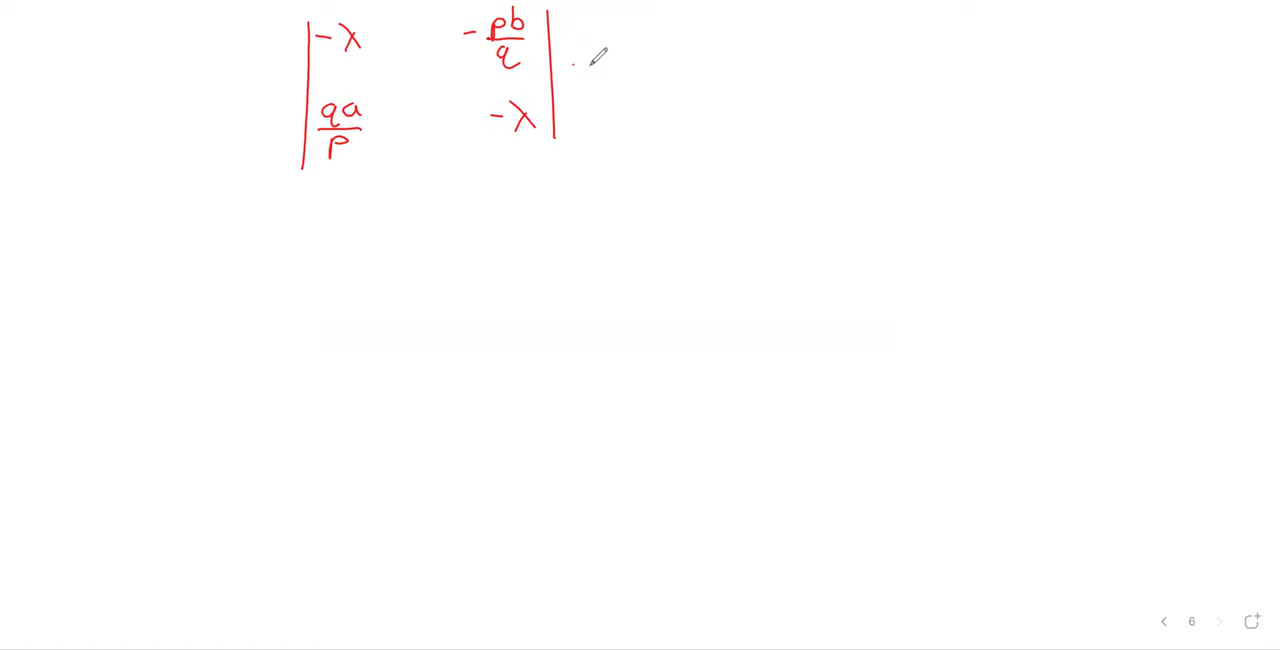 | -λ   -pb/q |
| qa/p   -λ |
6